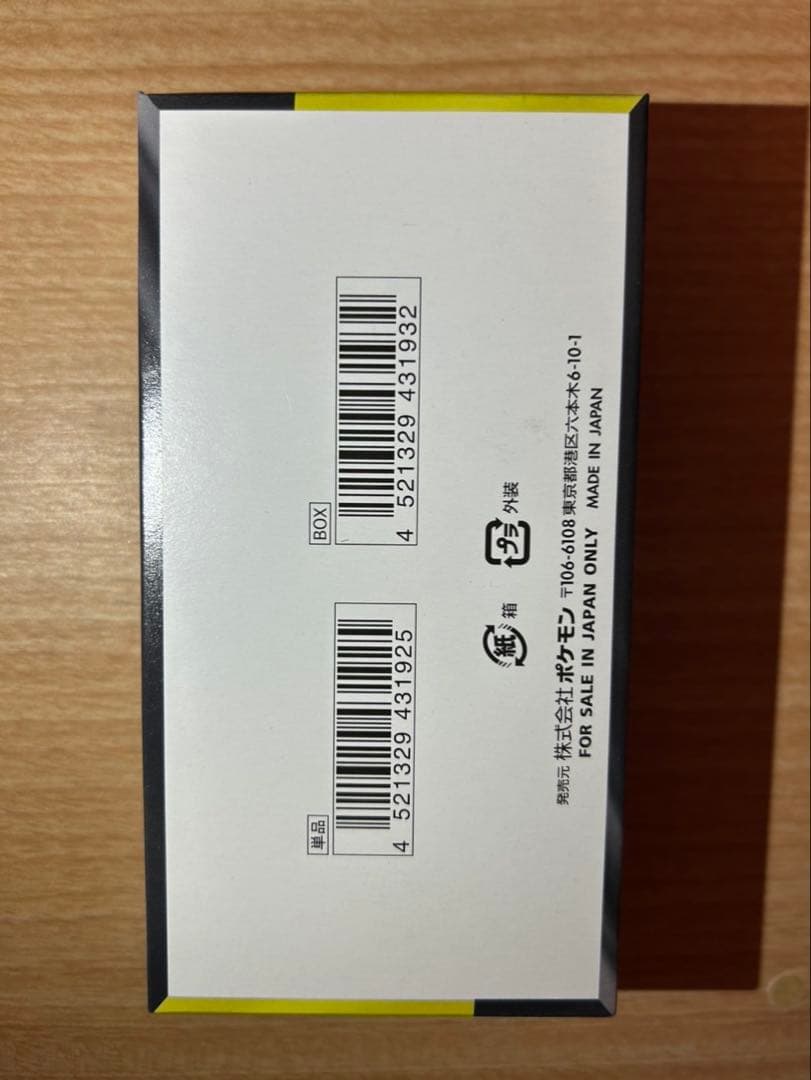 単品
4 521329 431925
BOX
4 521329 431932
紙 箱
プラ 外装
発売元 株式会社ポケモン 〒106-6108 東京都港区六本木6-10-1
FOR SALE IN JAPAN ONLY MADE IN JAPAN